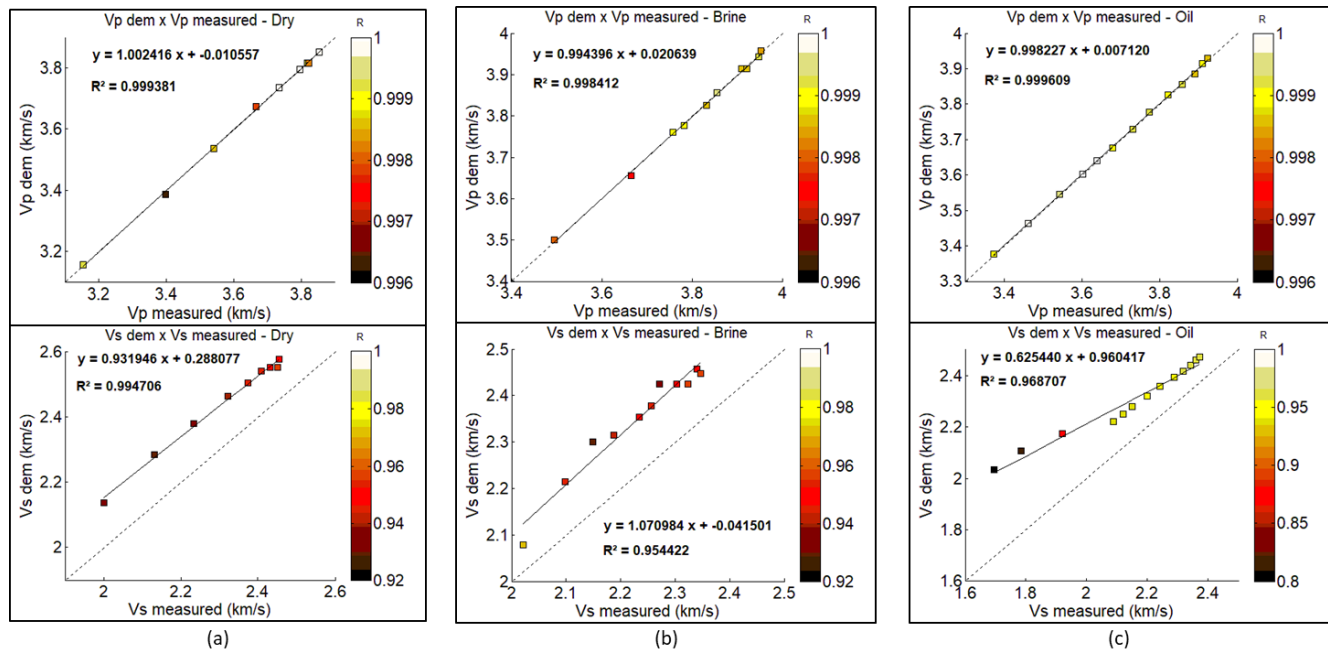 Vp dem x Vp measured - Dry
R
y = 1.002416 x + -0.010557
R² = 0.999381
3.8
3.6
3.4
3.2
Vp dem (km/s)
3.2 3.4 3.6 3.8
Vp measured (km/s)
1
0.999
0.998
0.997
0.996
Vp dem x Vp measured - Brine
R
y = 0.994396 x + 0.020639
R² = 0.998412
4
3.9
3.8
3.7
3.6
3.5
3.4
Vp dem (km/s)
3.4 3.6 3.8 4
Vp measured (km/s)
1
0.999
0.998
0.997
0.996
Vp dem x Vp measured - Oil
R
y = 0.998227 x + 0.007120
R² = 0.999609
4
3.9
3.8
3.7
3.6
3.5
3.4
3.3
Vp dem (km/s)
3.4 3.6 3.8 4
Vp measured (km/s)
1
0.999
0.998
0.997
0.996
Vs dem x Vs measured - Dry
R
y = 0.931946 x + 0.288077
R² = 0.994706
2.6
2.4
2.2
2
Vs dem (km/s)
2 2.2 2.4 2.6
Vs measured (km/s)
1
0.98
0.96
0.94
0.92
Vs dem x Vs measured - Brine
R
2.5
2.4
2.3
2.2
2.1
2
Vs dem (km/s)
y = 1.070984 x + -0.041501
R² = 0.954422
2 2.1 2.2 2.3 2.4 2.5
Vs measured (km/s)
1
0.98
0.96
0.94
0.92
Vs dem x Vs measured - Oil
R
y = 0.625440 x + 0.960417
R² = 0.968707
2.4
2.2
2
1.8
1.6
Vs dem (km/s)
1.6 1.8 2 2.2 2.4
Vs measured (km/s)
1
0.95
0.9
0.85
0.8
(a)
(b)
(c)